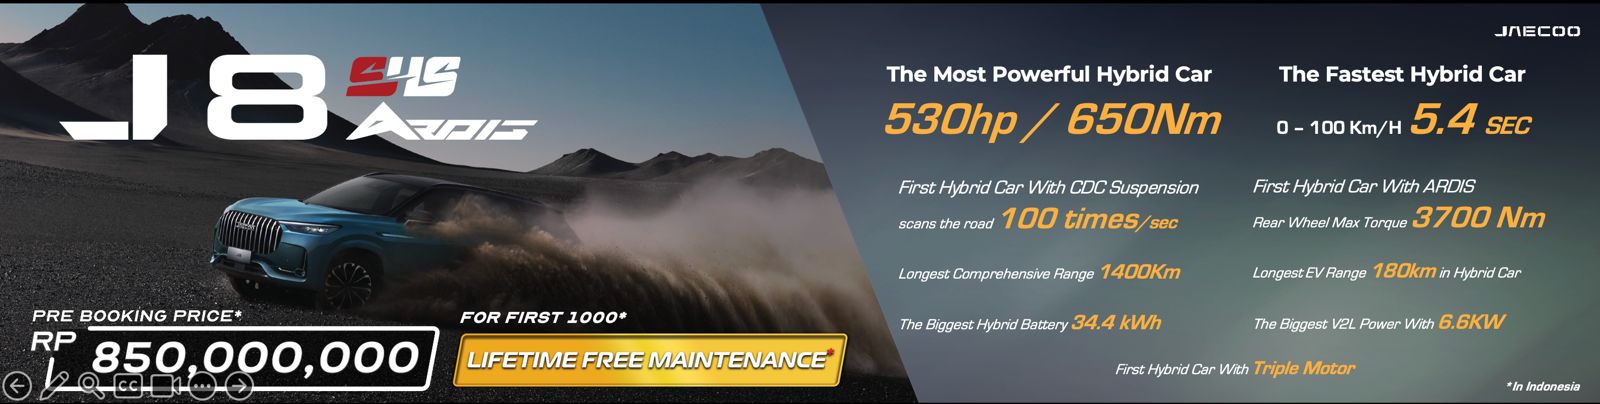 J8 SHS
ARDIS
PRE BOOKING PRICE*
RP 850,000,000
FOR FIRST 1000*
LIFETIME FREE MAINTENANCE*
JAECOO
The Most Powerful Hybrid Car
530hp / 650Nm
The Fastest Hybrid Car
0 – 100 Km/H 5.4 SEC
First Hybrid Car With CDC Suspension
scans the road 100 times/sec
First Hybrid Car With ARDIS
Rear Wheel Max Torque 3700 Nm
Longest Comprehensive Range 1400Km
Longest EV Range 180km in Hybrid Car
The Biggest Hybrid Battery 34.4 kWh
The Biggest V2L Power With 6.6KW
First Hybrid Car With Triple Motor
*In Indonesia
CC